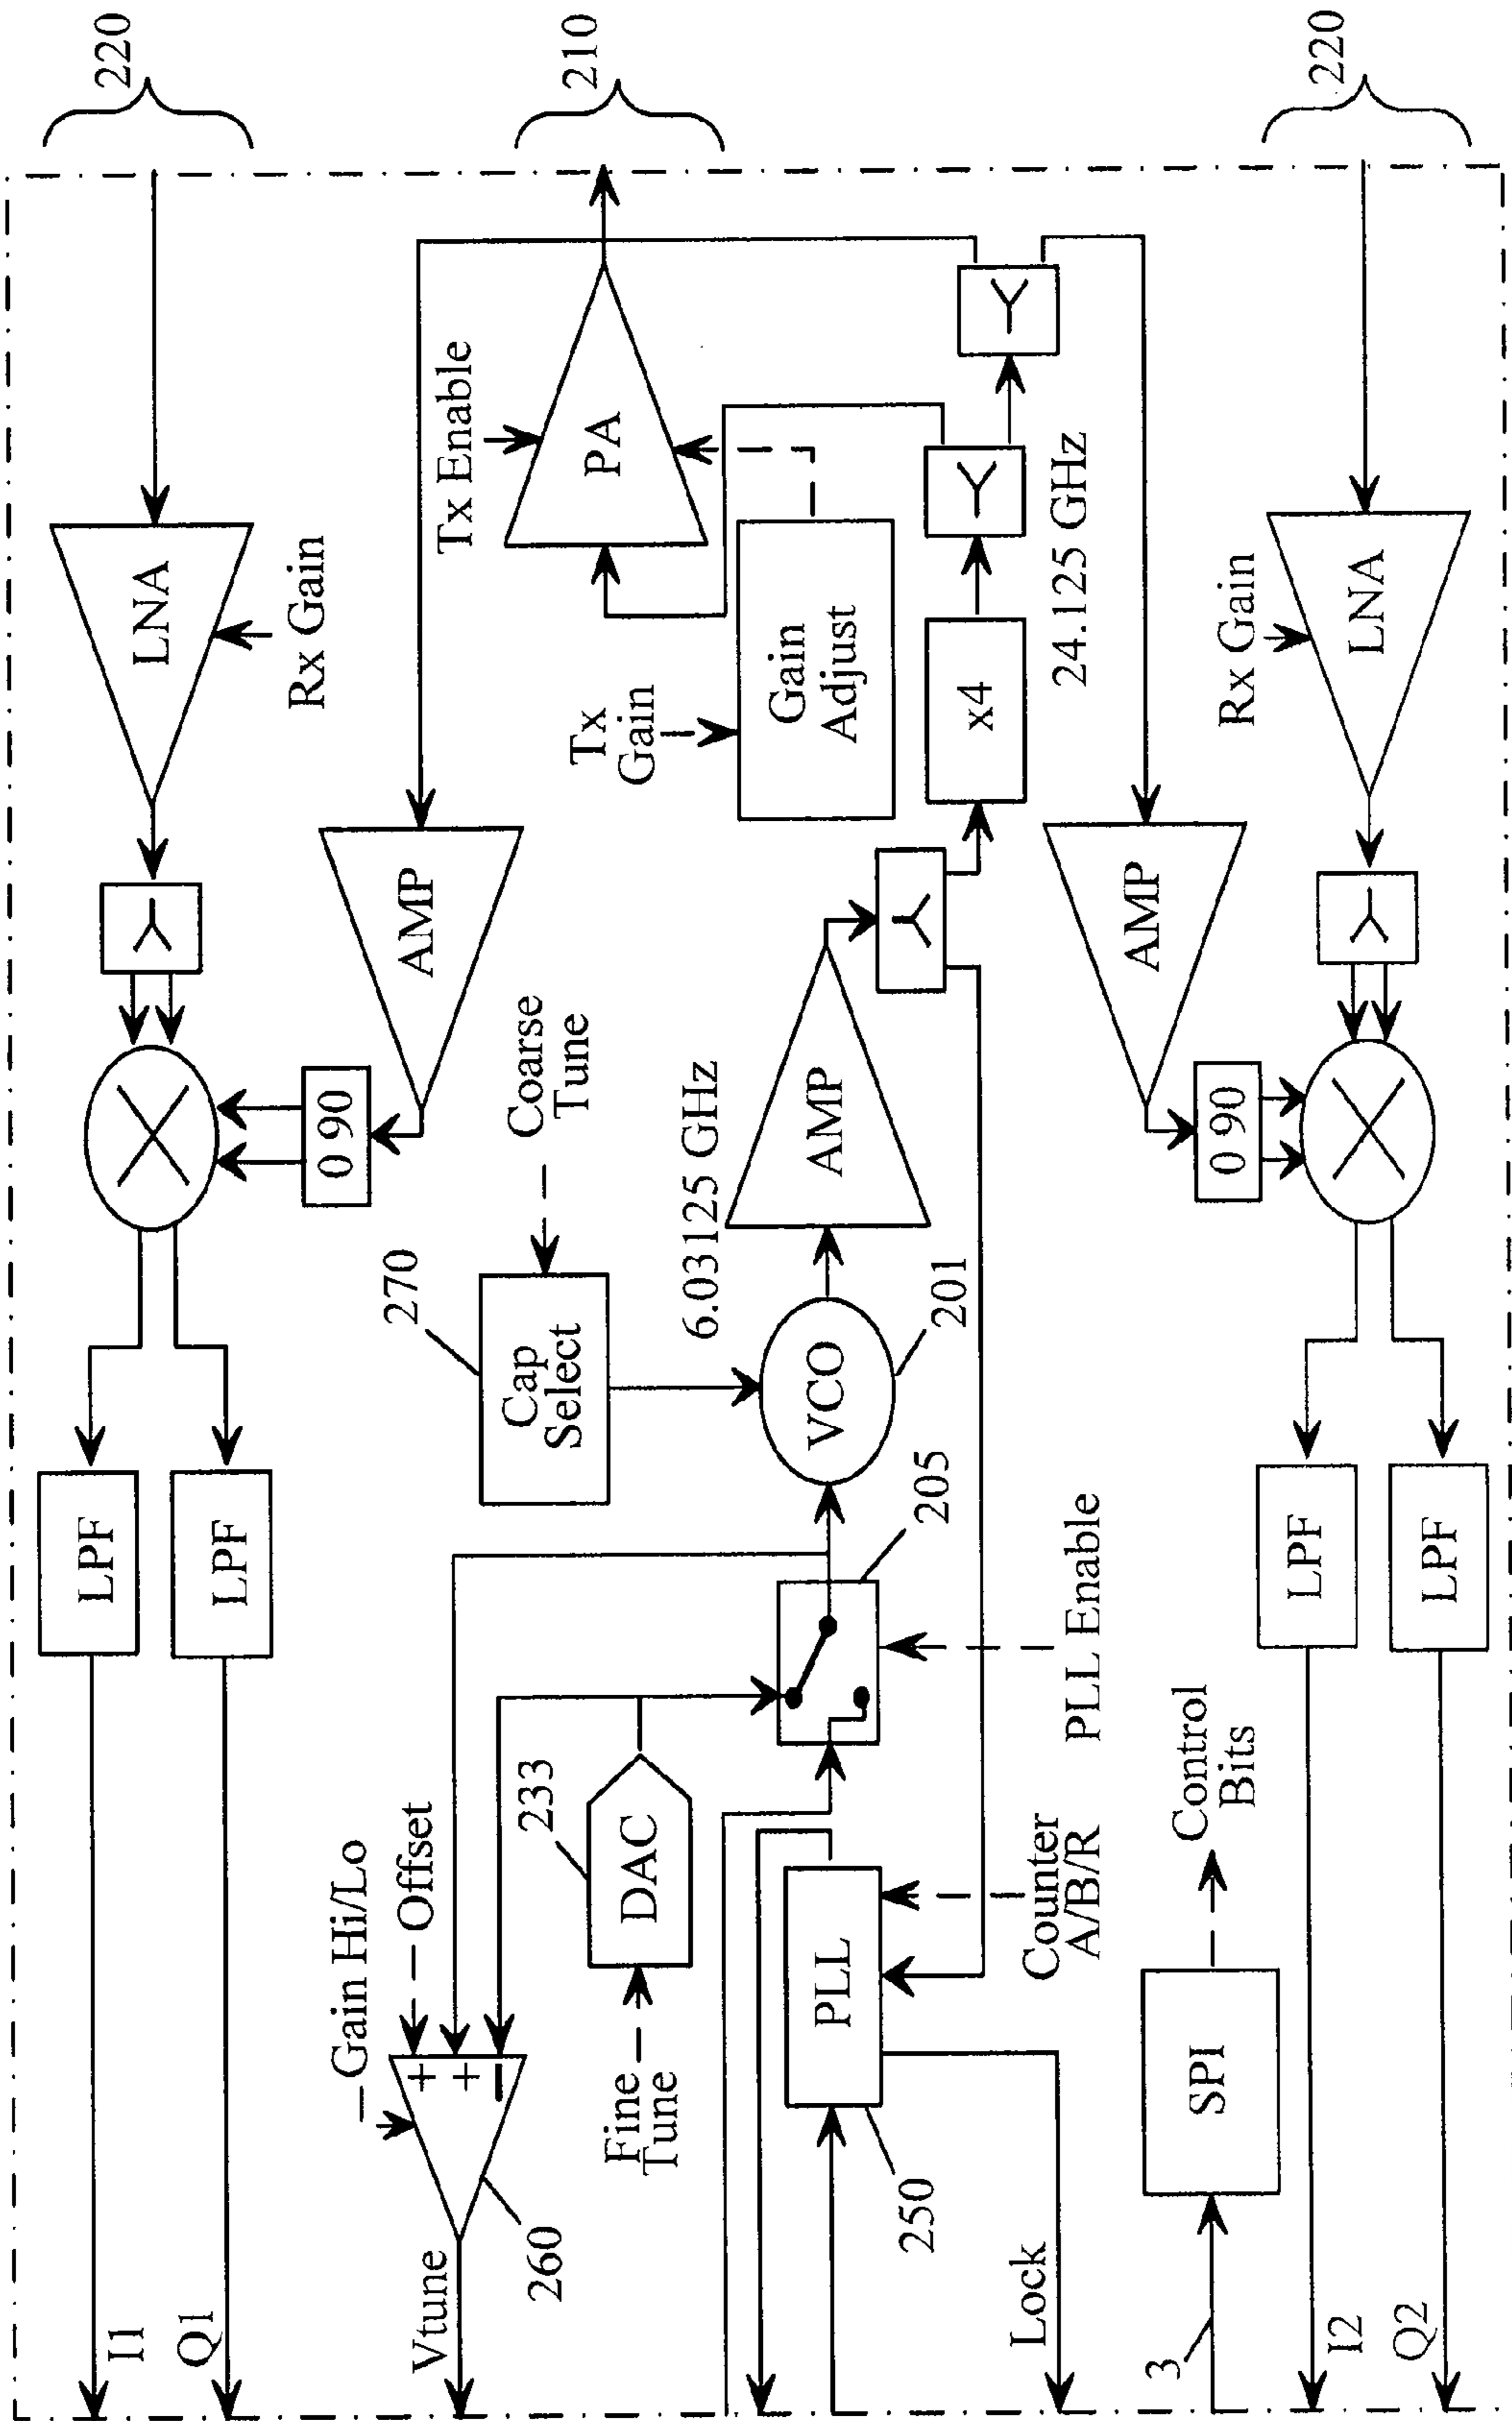 220
210
220
LNA
Rx Gain
Tx Enable
PA
Tx
Gain
Gain
Adjust
x4
24.125 GHz
Rx Gain
LNA
AMP
AMP
0 90
Coarse
Tune
6.03125 GHz
AMP
0 90
270
Cap
Select
VCO
201
205
LPF
LPF
PLL Enable
LPF
LPF
Gain Hi/Lo
Offset
+
+
−
233
DAC
Fine
Tune
PLL
Counter
A/B/R
Control
Bits
SPI
260
250
I1
Q1
Vtune
Lock
3
I2
Q2